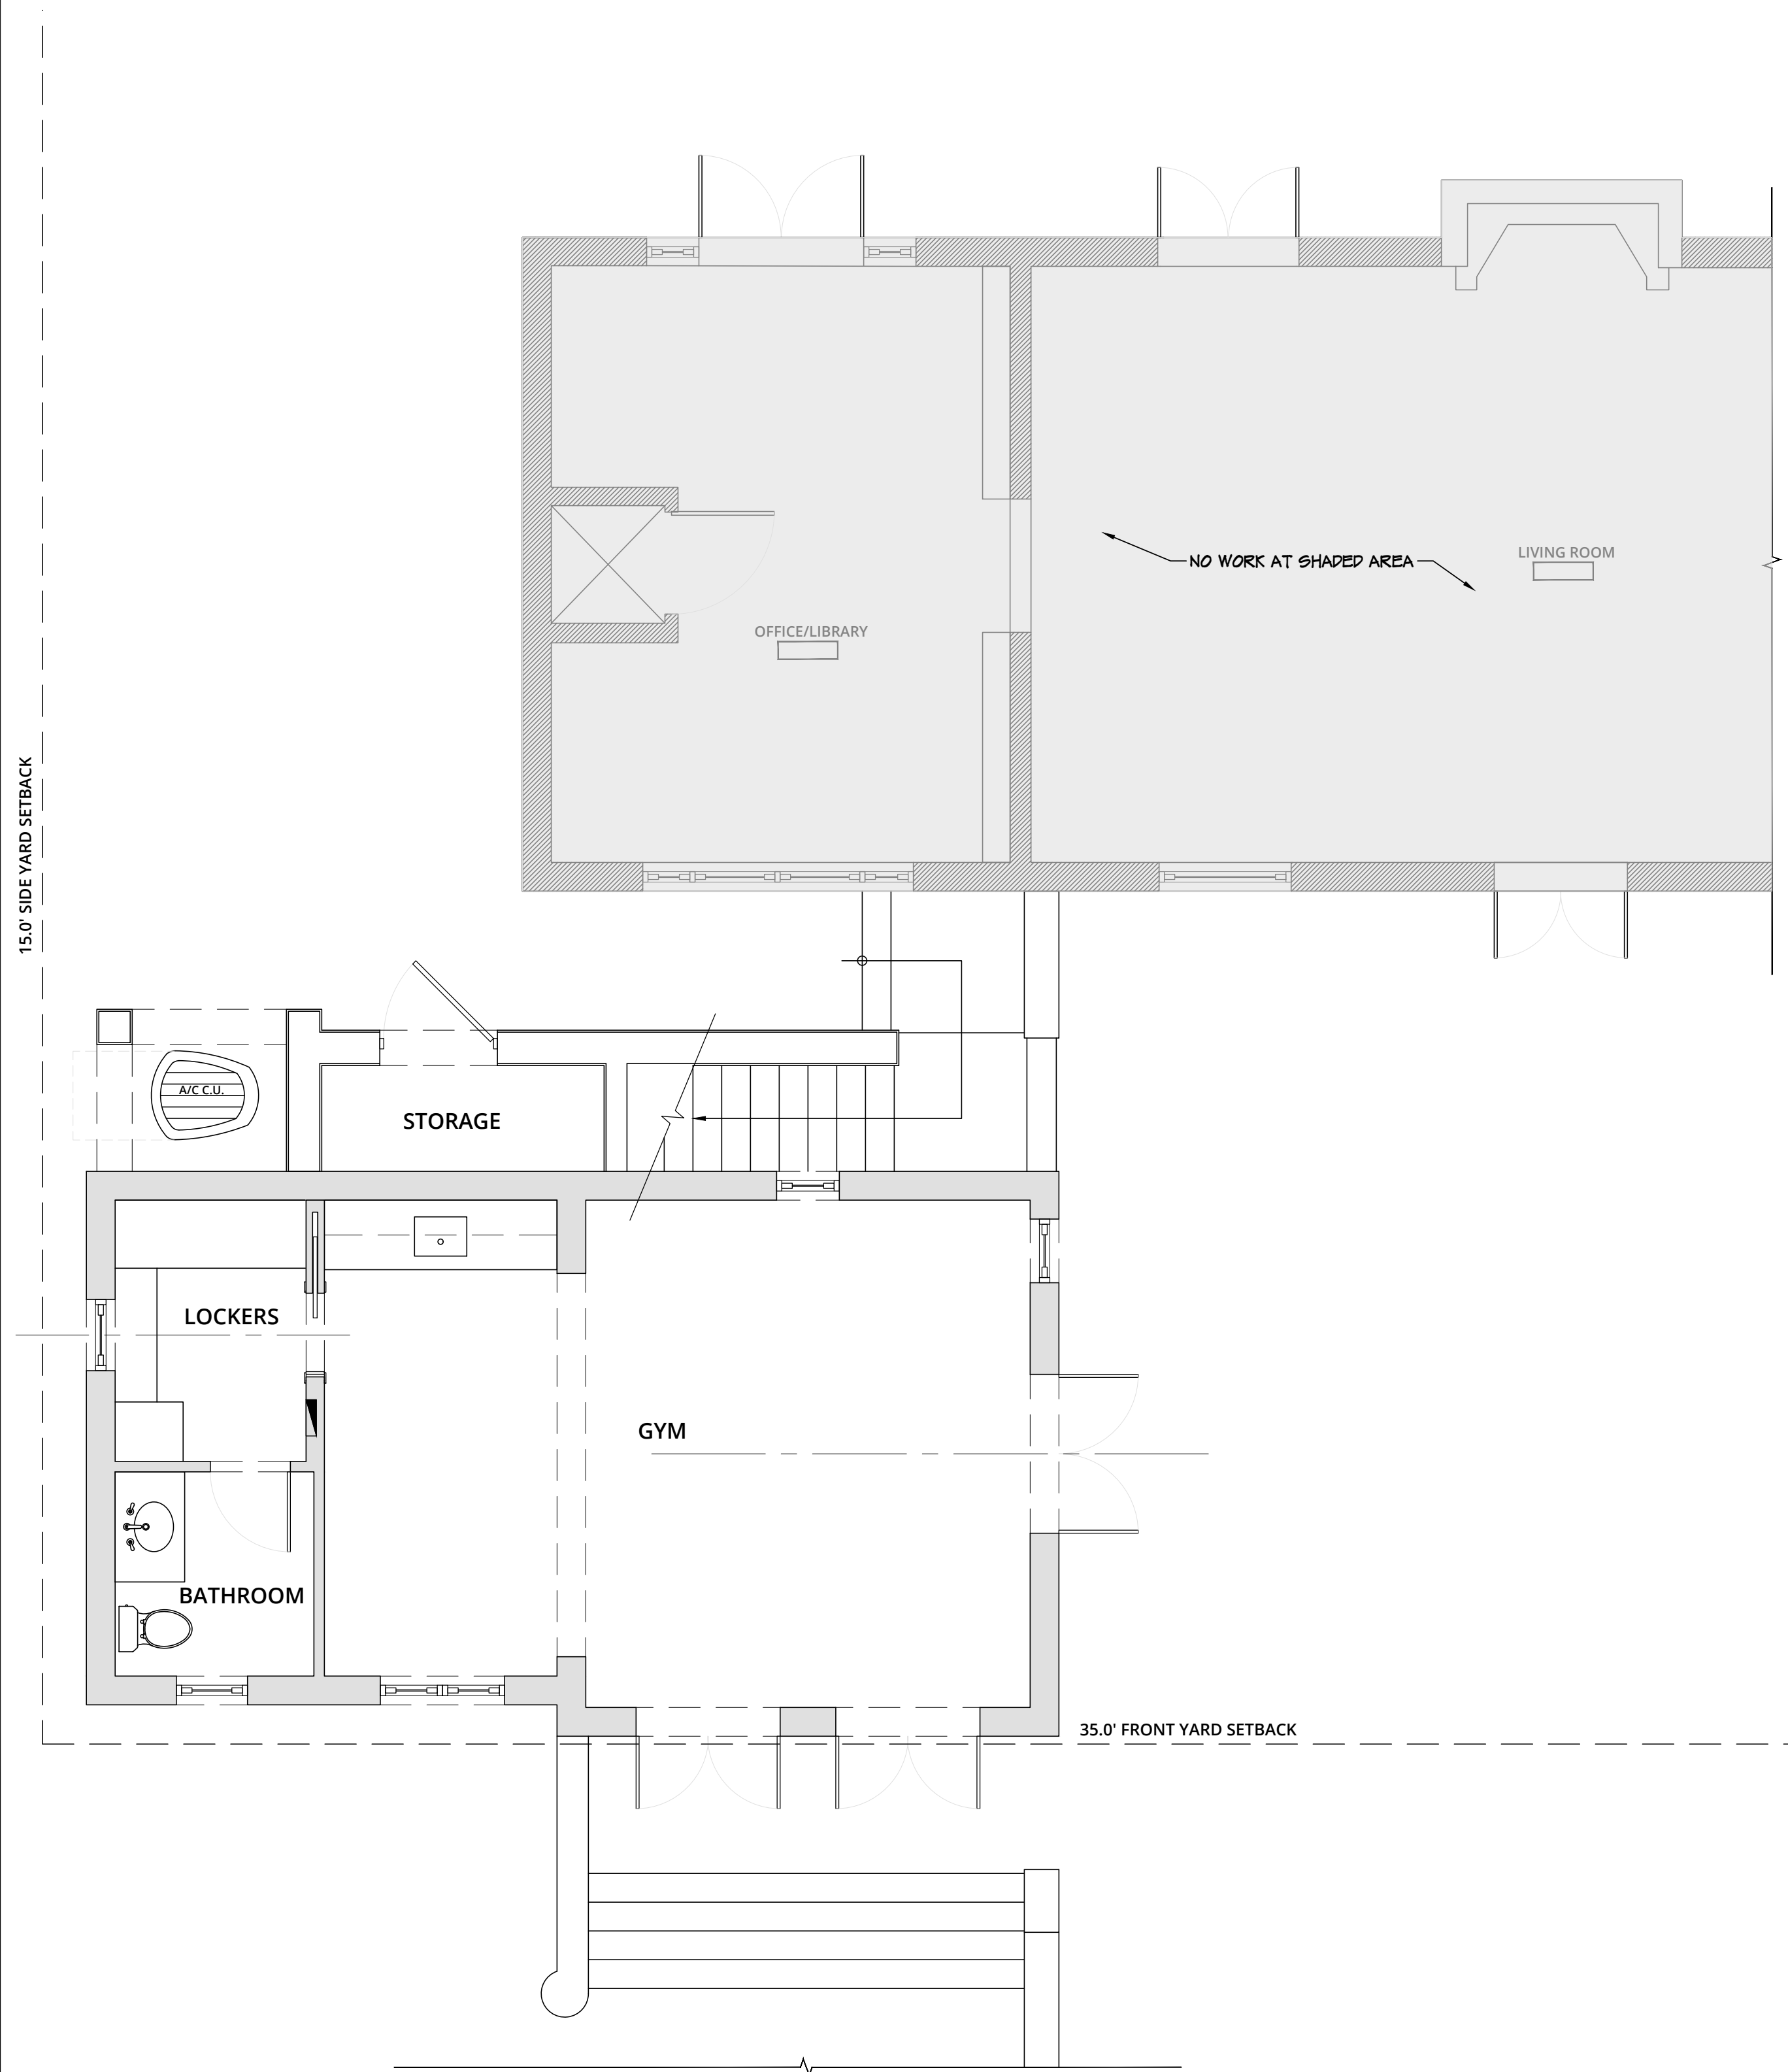 NO WORK AT SHADED AREA
LIVING ROOM
OFFICE/LIBRARY
15.0' SIDE YARD SETBACK
A/C C.U.
STORAGE
LOCKERS
GYM
BATHROOM
35.0' FRONT YARD SETBACK